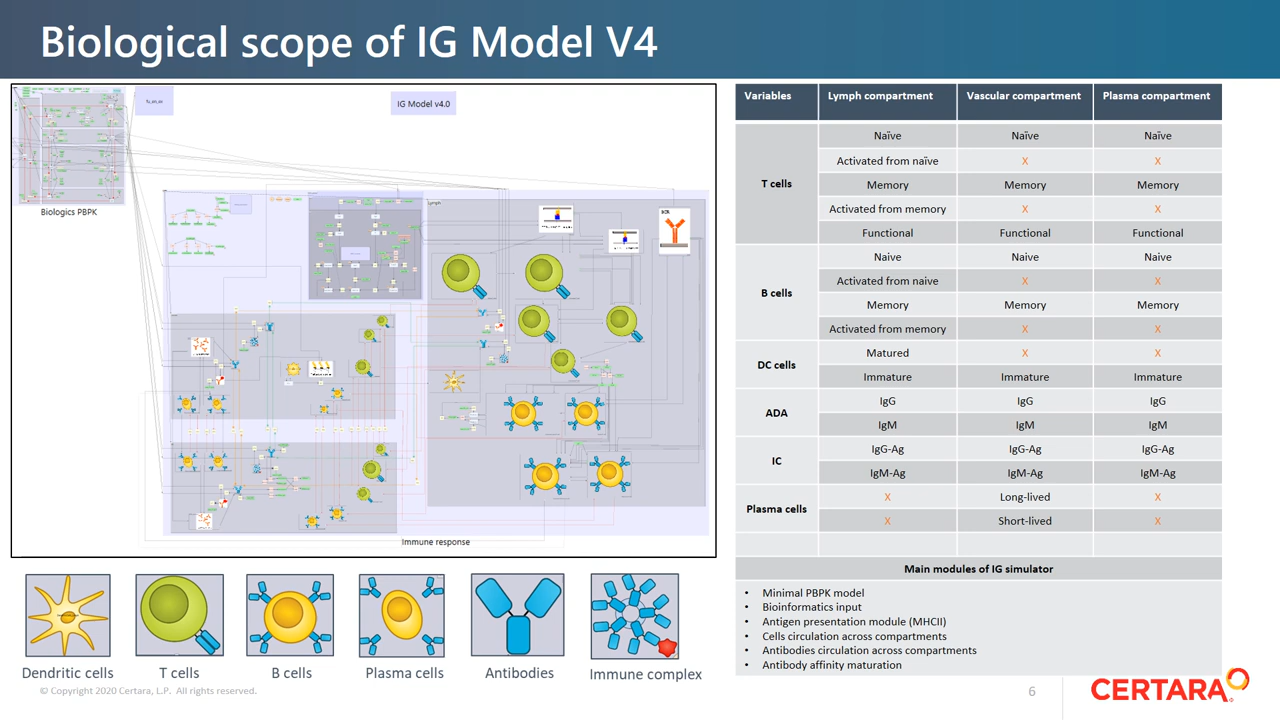 Biological scope of IG Model V4
IG Model v4.0
Biologics PBPK
Lymph
BCR
Immune response
Dendritic cells
T cells
B cells
Plasma cells
Antibodies
Immune complex
Variables Lymph compartment Vascular compartment Plasma compartment
T cells
Naïve Naïve Naïve
Activated from naïve X X
Memory Memory Memory
Activated from memory X X
Functional Functional Functional
B cells
Naive Naive Naive
Activated from naive X X
Memory Memory Memory
Activated from memory X X
DC cells
Matured X X
Immature Immature Immature
ADA
IgG IgG IgG
IgM IgM IgM
IC
IgG-Ag IgG-Ag IgG-Ag
IgM-Ag IgM-Ag IgM-Ag
Plasma cells
X Long-lived X
X Short-lived X
Main modules of IG simulator
• Minimal PBPK model
• Bioinformatics input
• Antigen presentation module (MHCII)
• Cells circulation across compartments
• Antibodies circulation across compartments
• Antibody affinity maturation
© Copyright 2020 Certara, L.P. All rights reserved.
6
CERTARA